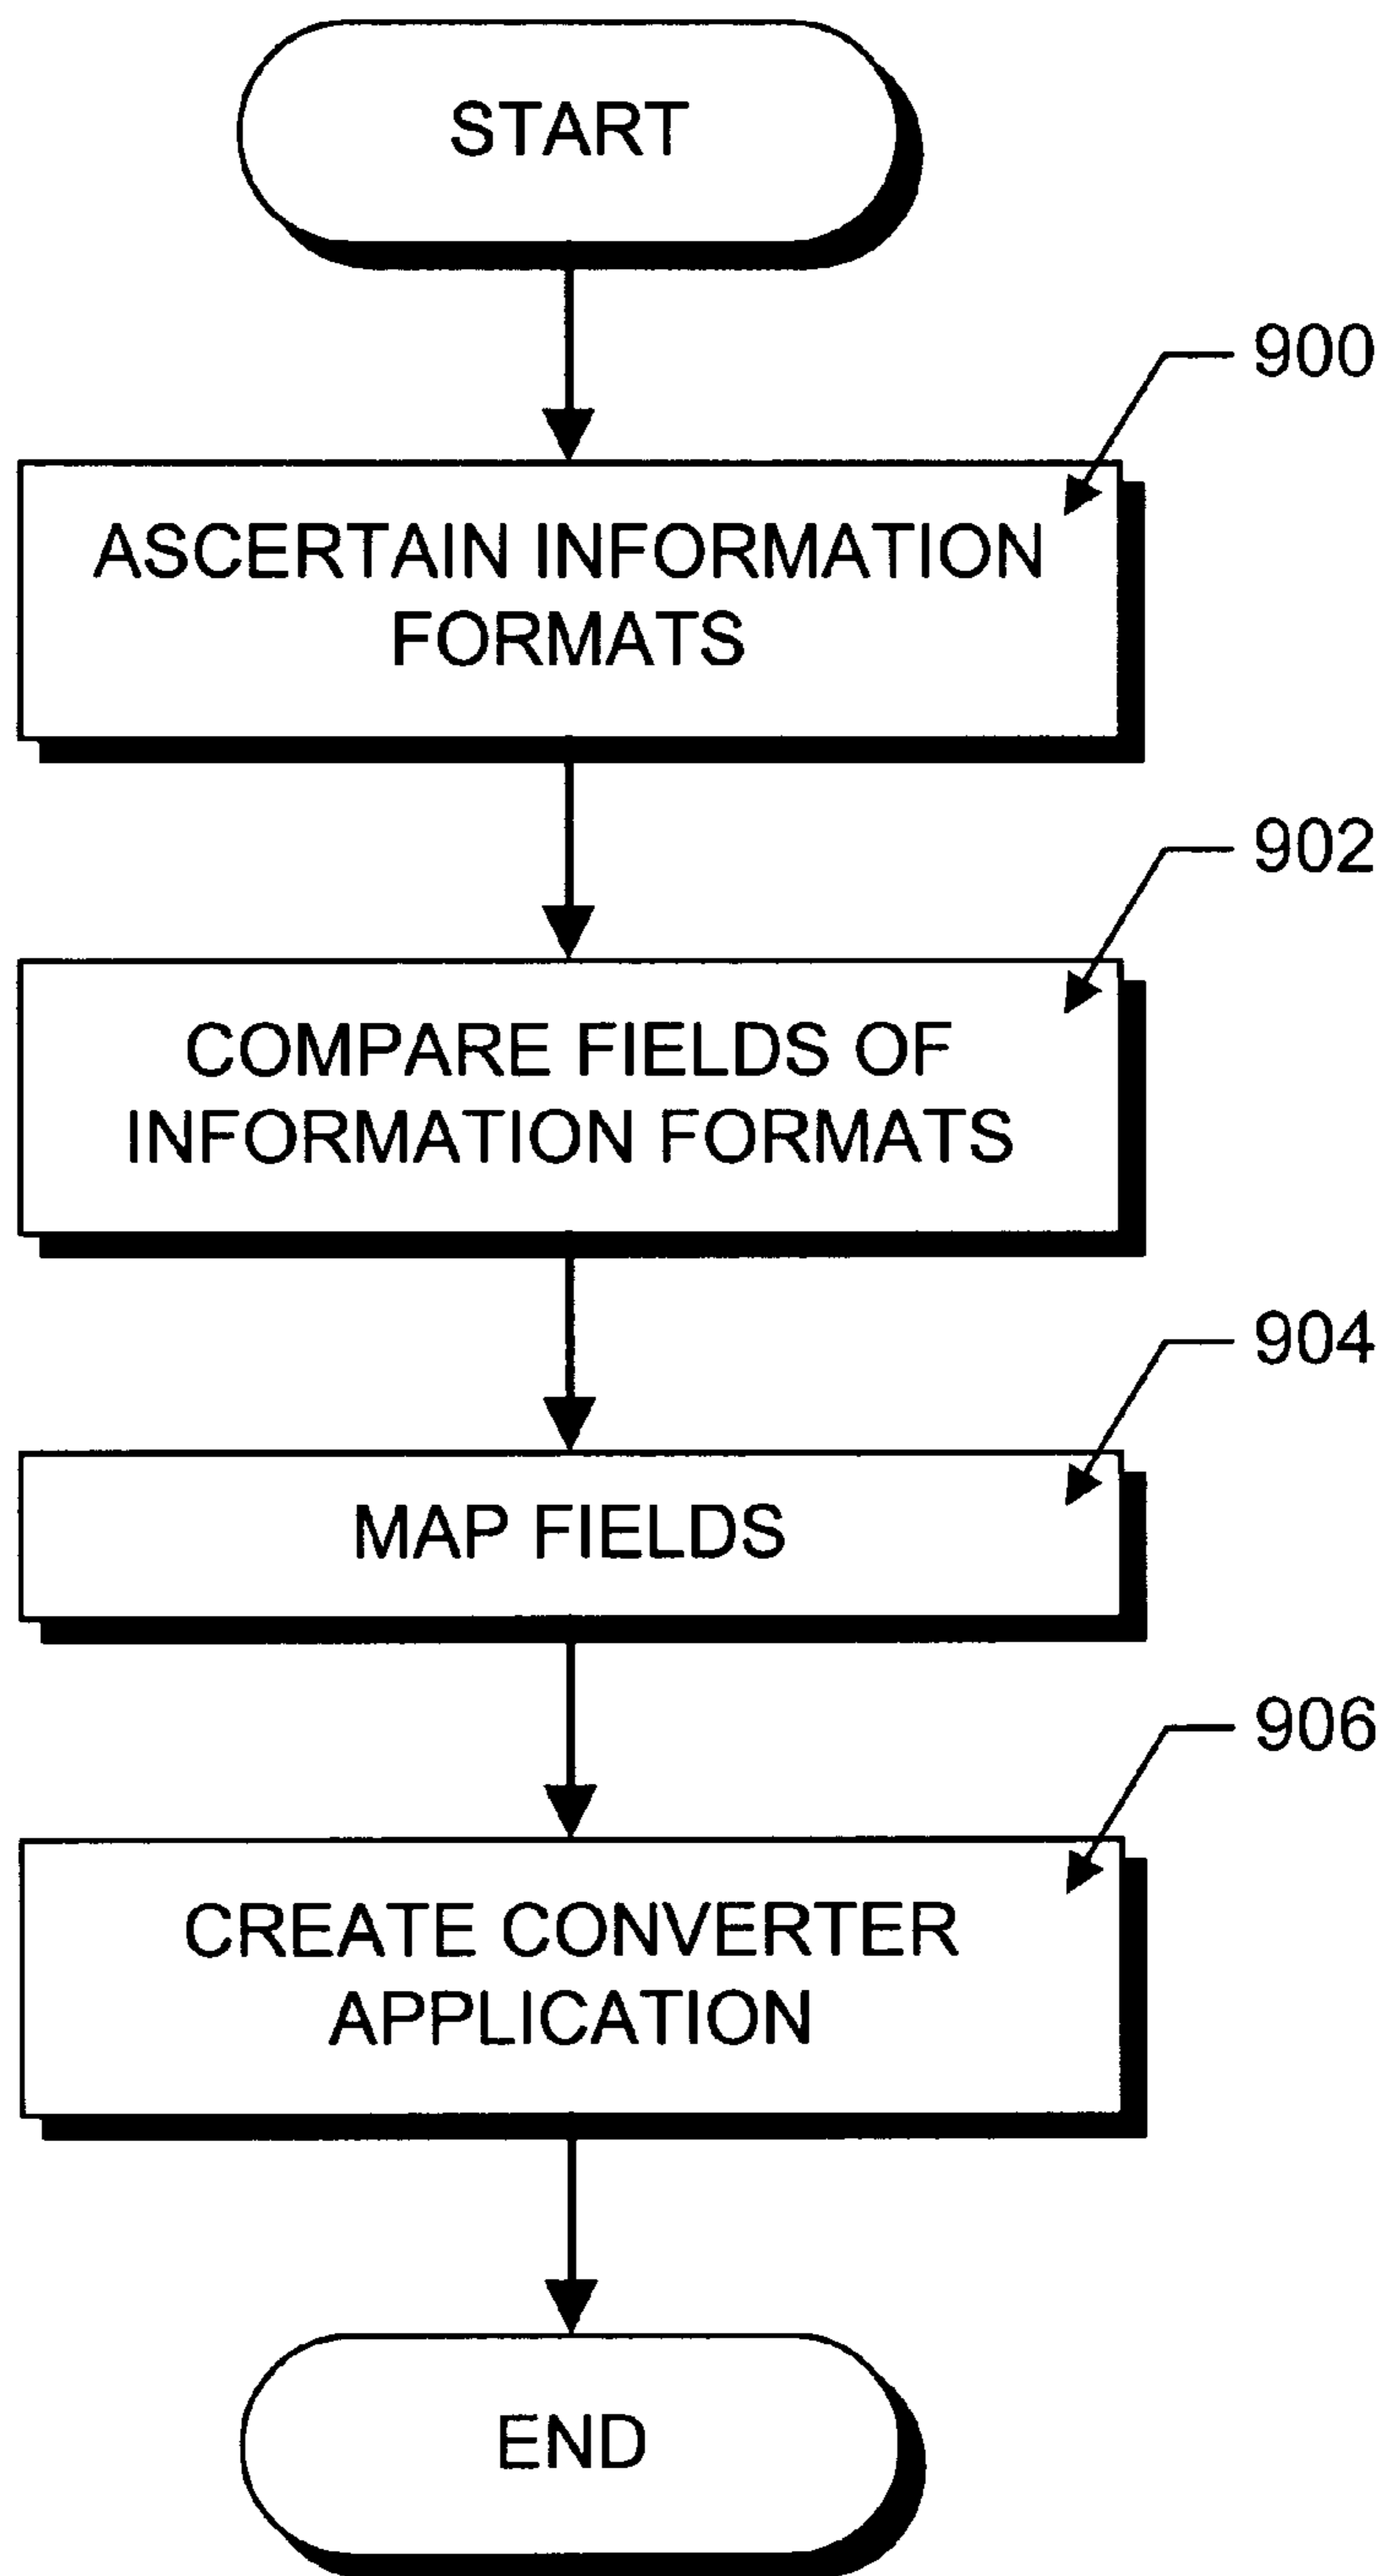 START
900
ASCERTAIN INFORMATION
FORMATS
902
COMPARE FIELDS OF
INFORMATION FORMATS
904
MAP FIELDS
906
CREATE CONVERTER
APPLICATION
END